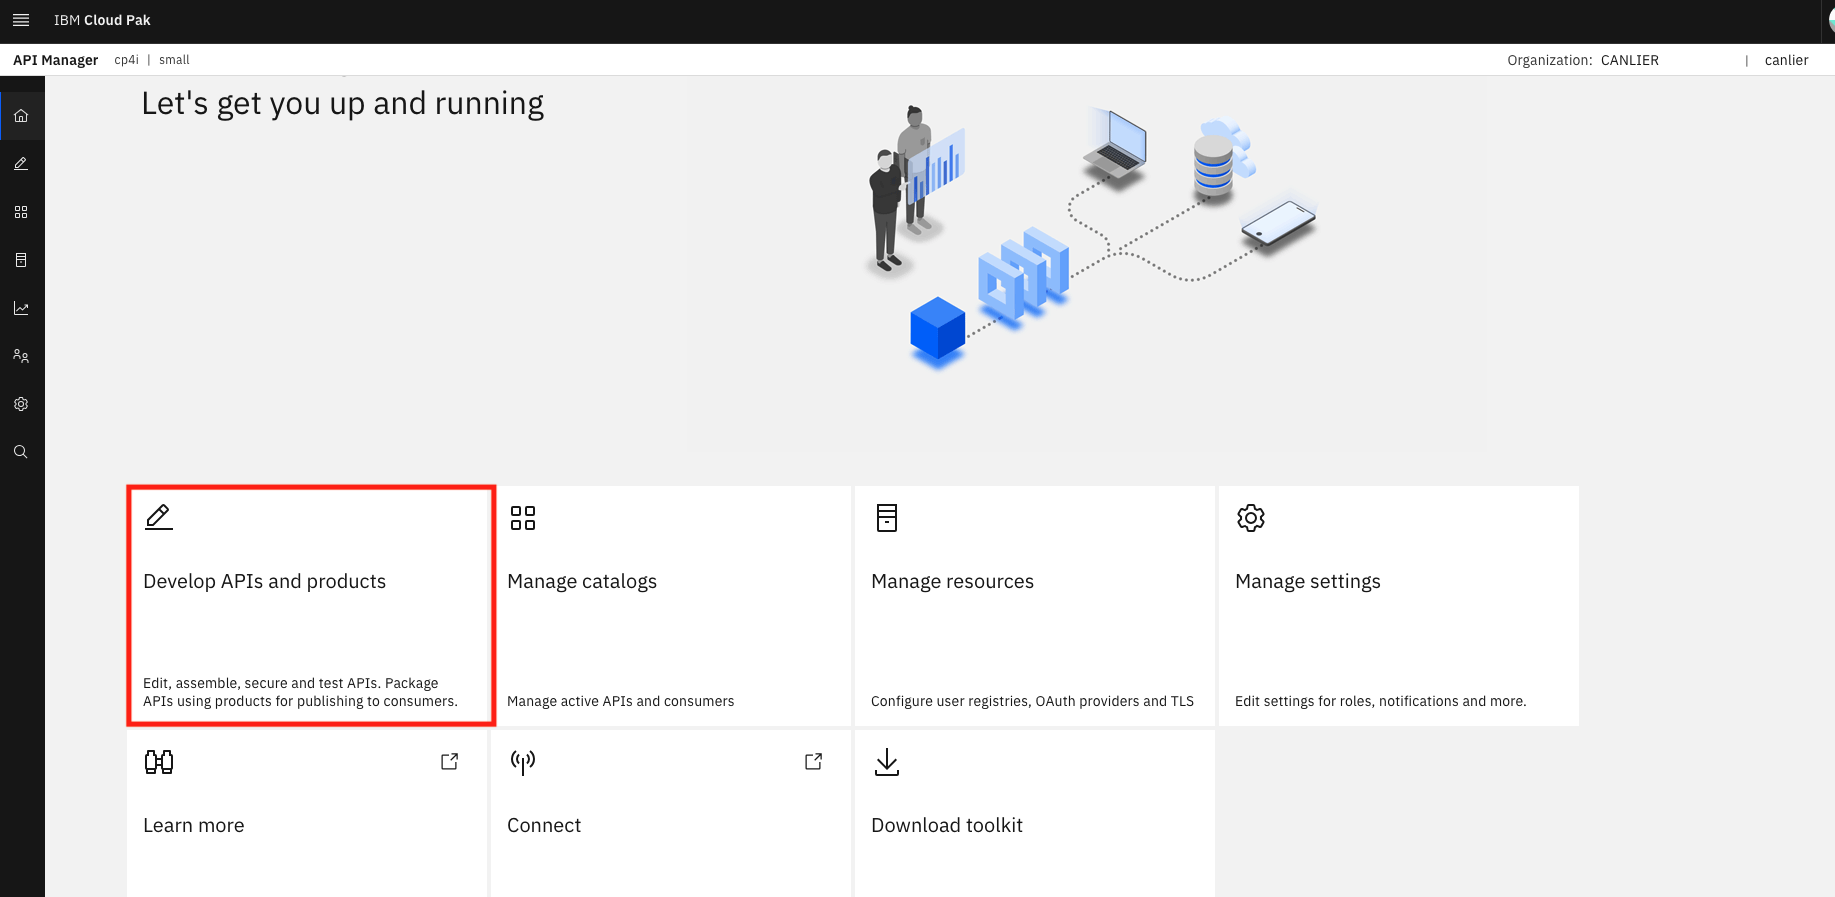 IBM Cloud Pak
API Manager cp4i | small
Organization: CANLIER | canlier
Let's get you up and running
Develop APIs and products
Edit, assemble, secure and test APIs. Package
APIs using products for publishing to consumers.
Manage catalogs
Manage active APIs and consumers
Manage resources
Configure user registries, OAuth providers and TLS
Manage settings
Edit settings for roles, notifications and more.
Learn more
Connect
Download toolkit